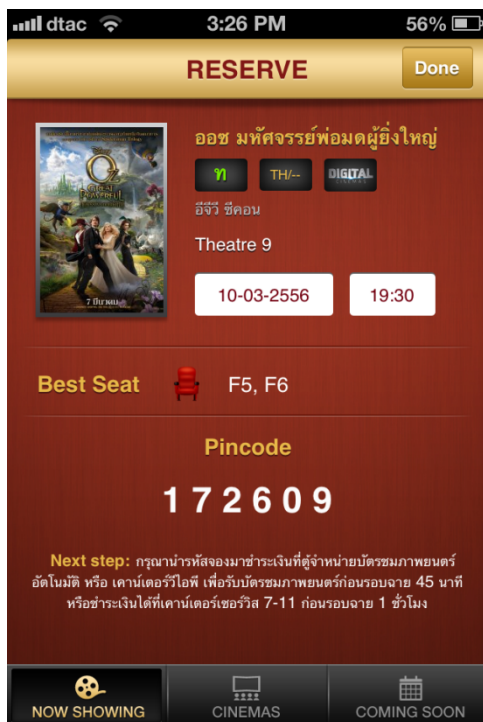 dtac 3:26 PM 56%
RESERVE Done
ออซ มหัศจรรย์พ่อมดผู้ยิ่งใหญ่
ท TH/-- DIGITAL
อีจีวี ซีคอน
Theatre 9
10-03-2556 19:30
Disney
Oz
7 มีนาคม
Best Seat F5, F6
Pincode
172609
Next step: กรุณานำรหัสจองมาชำระเงินที่ตู้จำหน่ายบัตรชมภาพยนตร์
อัตโนมัติ หรือ เคาน์เตอร์วีไอพี เพื่อรับบัตรชมภาพยนตร์ก่อนรอบฉาย 45 นาที
หรือชำระเงินได้ที่เคาน์เตอร์เซอร์วิส 7-11 ก่อนรอบฉาย 1 ชั่วโมง
NOW SHOWING CINEMAS COMING SOON